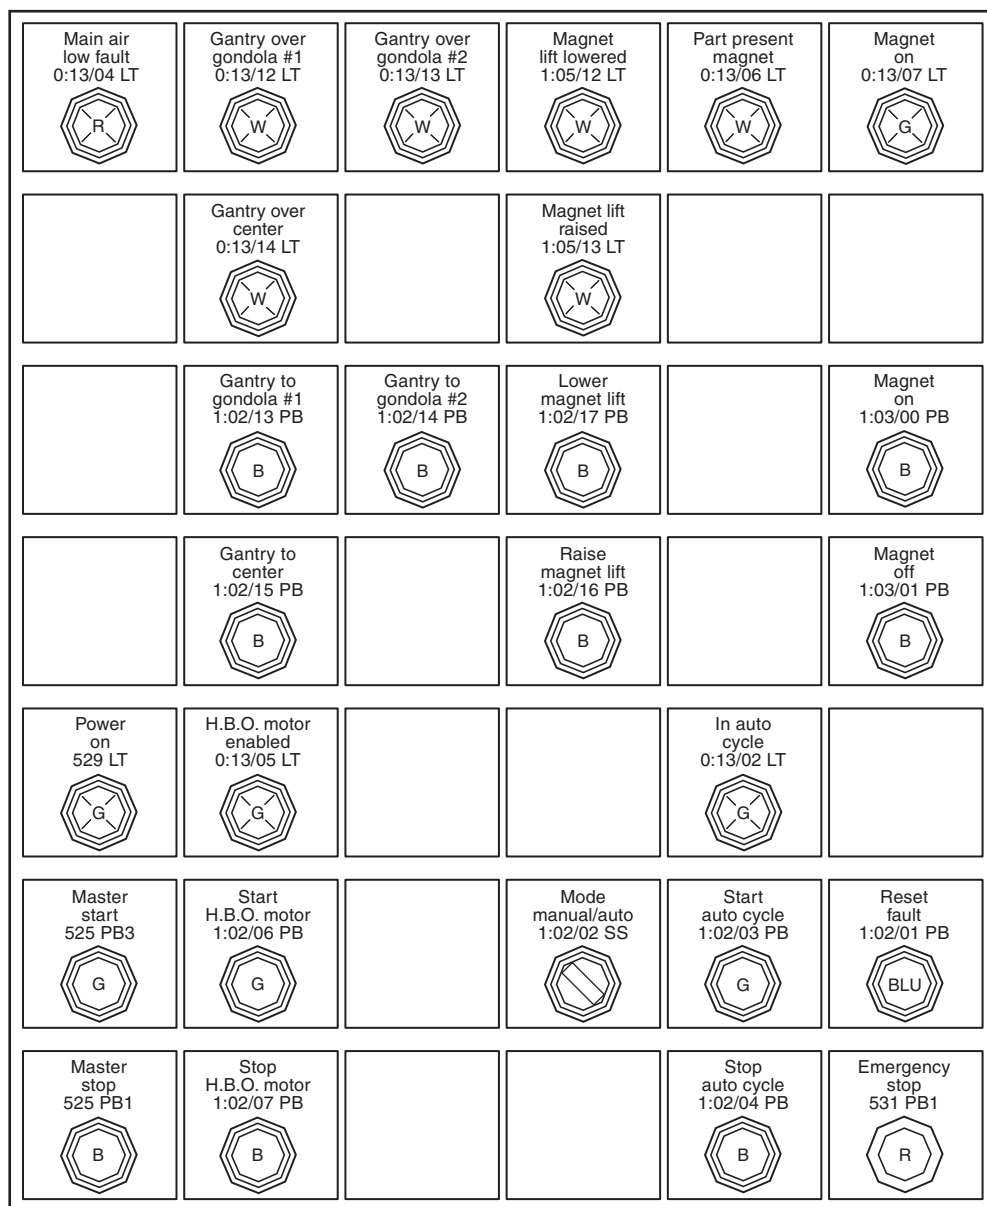 Main air
low fault
0:13/04 LT
R
Gantry over
gondola #1
0:13/12 LT
W
Gantry over
gondola #2
0:13/13 LT
W
Magnet
lift lowered
1:05/12 LT
W
Part present
magnet
0:13/06 LT
W
Magnet
on
0:13/07 LT
G
Gantry over
center
0:13/14 LT
W
Magnet lift
raised
1:05/13 LT
W
Gantry to
gondola #1
1:02/13 PB
B
Gantry to
gondola #2
1:02/14 PB
B
Lower
magnet lift
1:02/17 PB
B
Magnet
on
1:03/00 PB
B
Gantry to
center
1:02/15 PB
B
Raise
magnet lift
1:02/16 PB
B
Magnet
off
1:03/01 PB
B
Power
on
529 LT
G
H.B.O. motor
enabled
0:13/05 LT
G
In auto
cycle
0:13/02 LT
G
Master
start
525 PB3
G
Start
H.B.O. motor
1:02/06 PB
G
Mode
manual/auto
1:02/02 SS
Start
auto cycle
1:02/03 PB
G
Reset
fault
1:02/01 PB
BLU
Master
stop
525 PB1
B
Stop
H.B.O. motor
1:02/07 PB
B
Stop
auto cycle
1:02/04 PB
B
Emergency
stop
531 PB1
R